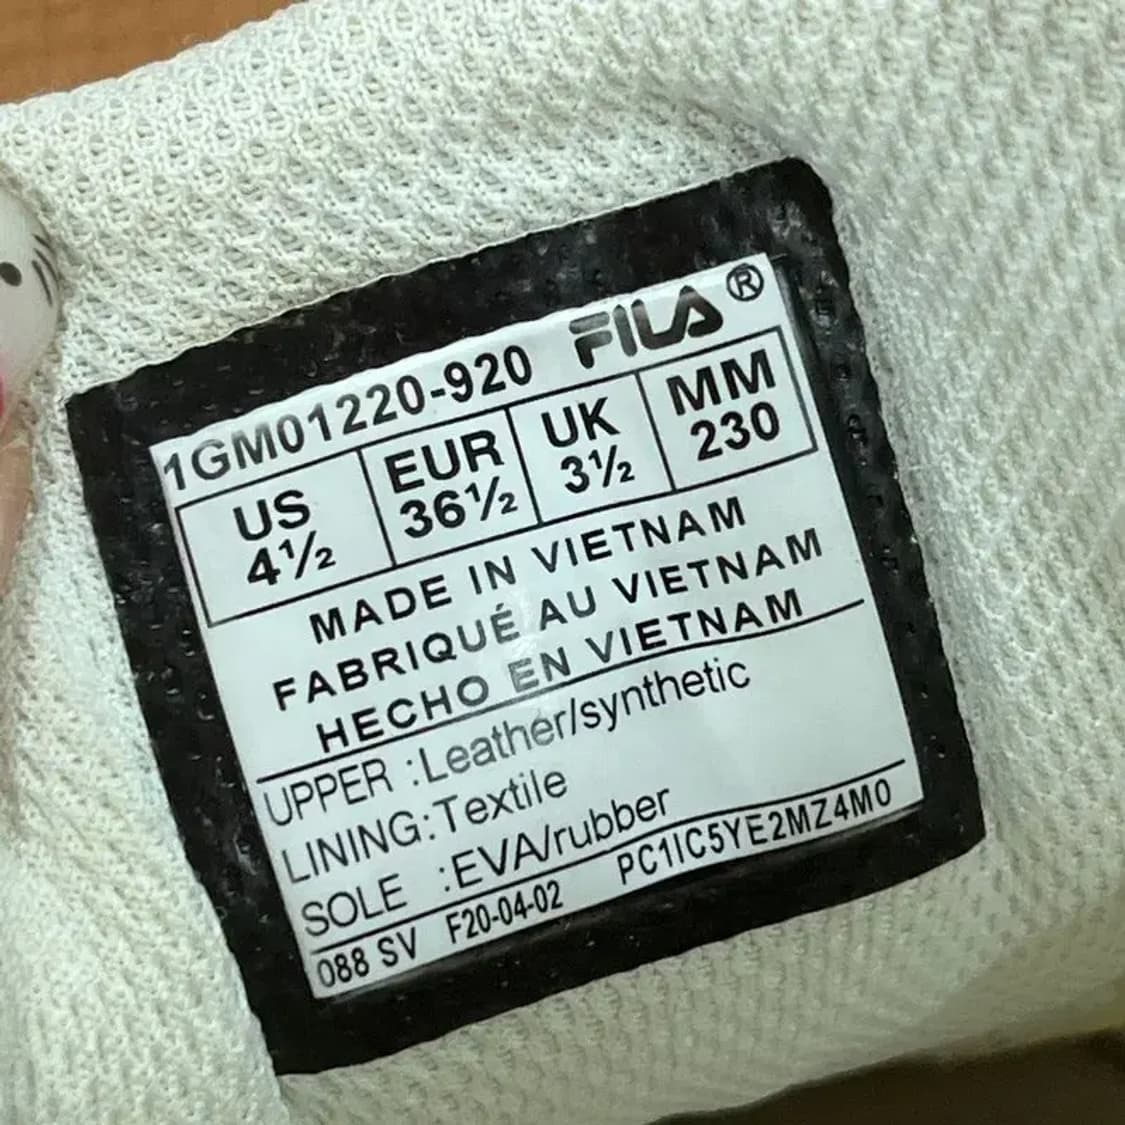 1GM01220-920 FILA®
US EUR UK MM
4½ 36½ 3½ 230
MADE IN VIETNAM
FABRIQUÉ AU VIETNAM
HECHO EN VIETNAM
UPPER :Leather/synthetic
LINING:Textile
SOLE :EVA/rubber
088 SV F20-04-02 PC1IC5YE2MZ4M0